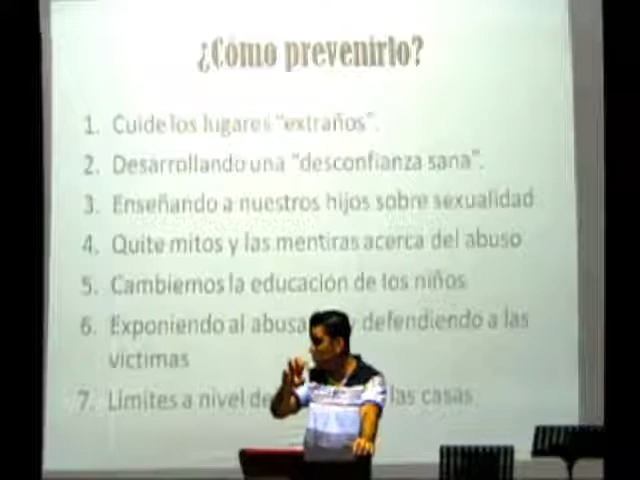 ¿Cómo prevenirlo?
1. Cuide los lugares "extraños".
2. Desarrollando una "desconfianza sana".
3. Enseñando a nuestros hijos sobre sexualidad
4. Quite mitos y las mentiras acerca del abuso
5. Cambiemos la educación de los niños
6. Exponiendo al defendiendo a las
victimas
7. Limites a nivel de las casas